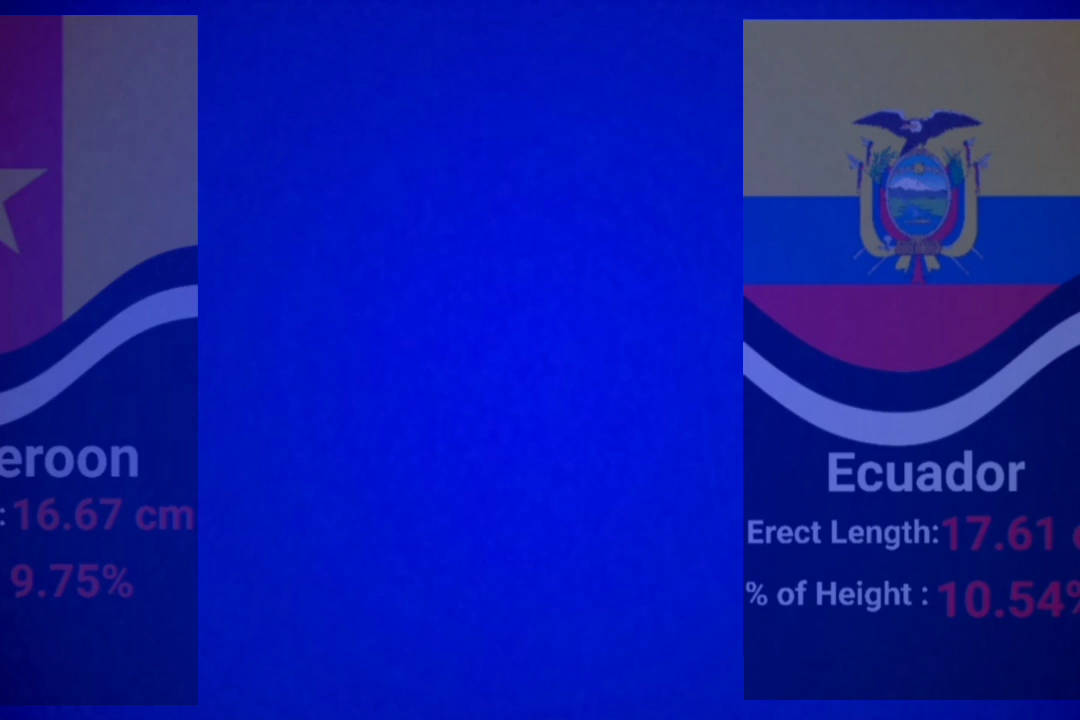 eroon
: 16.67 cm
9.75%
Ecuador
Erect Length: 17.61 c
% of Height : 10.54%